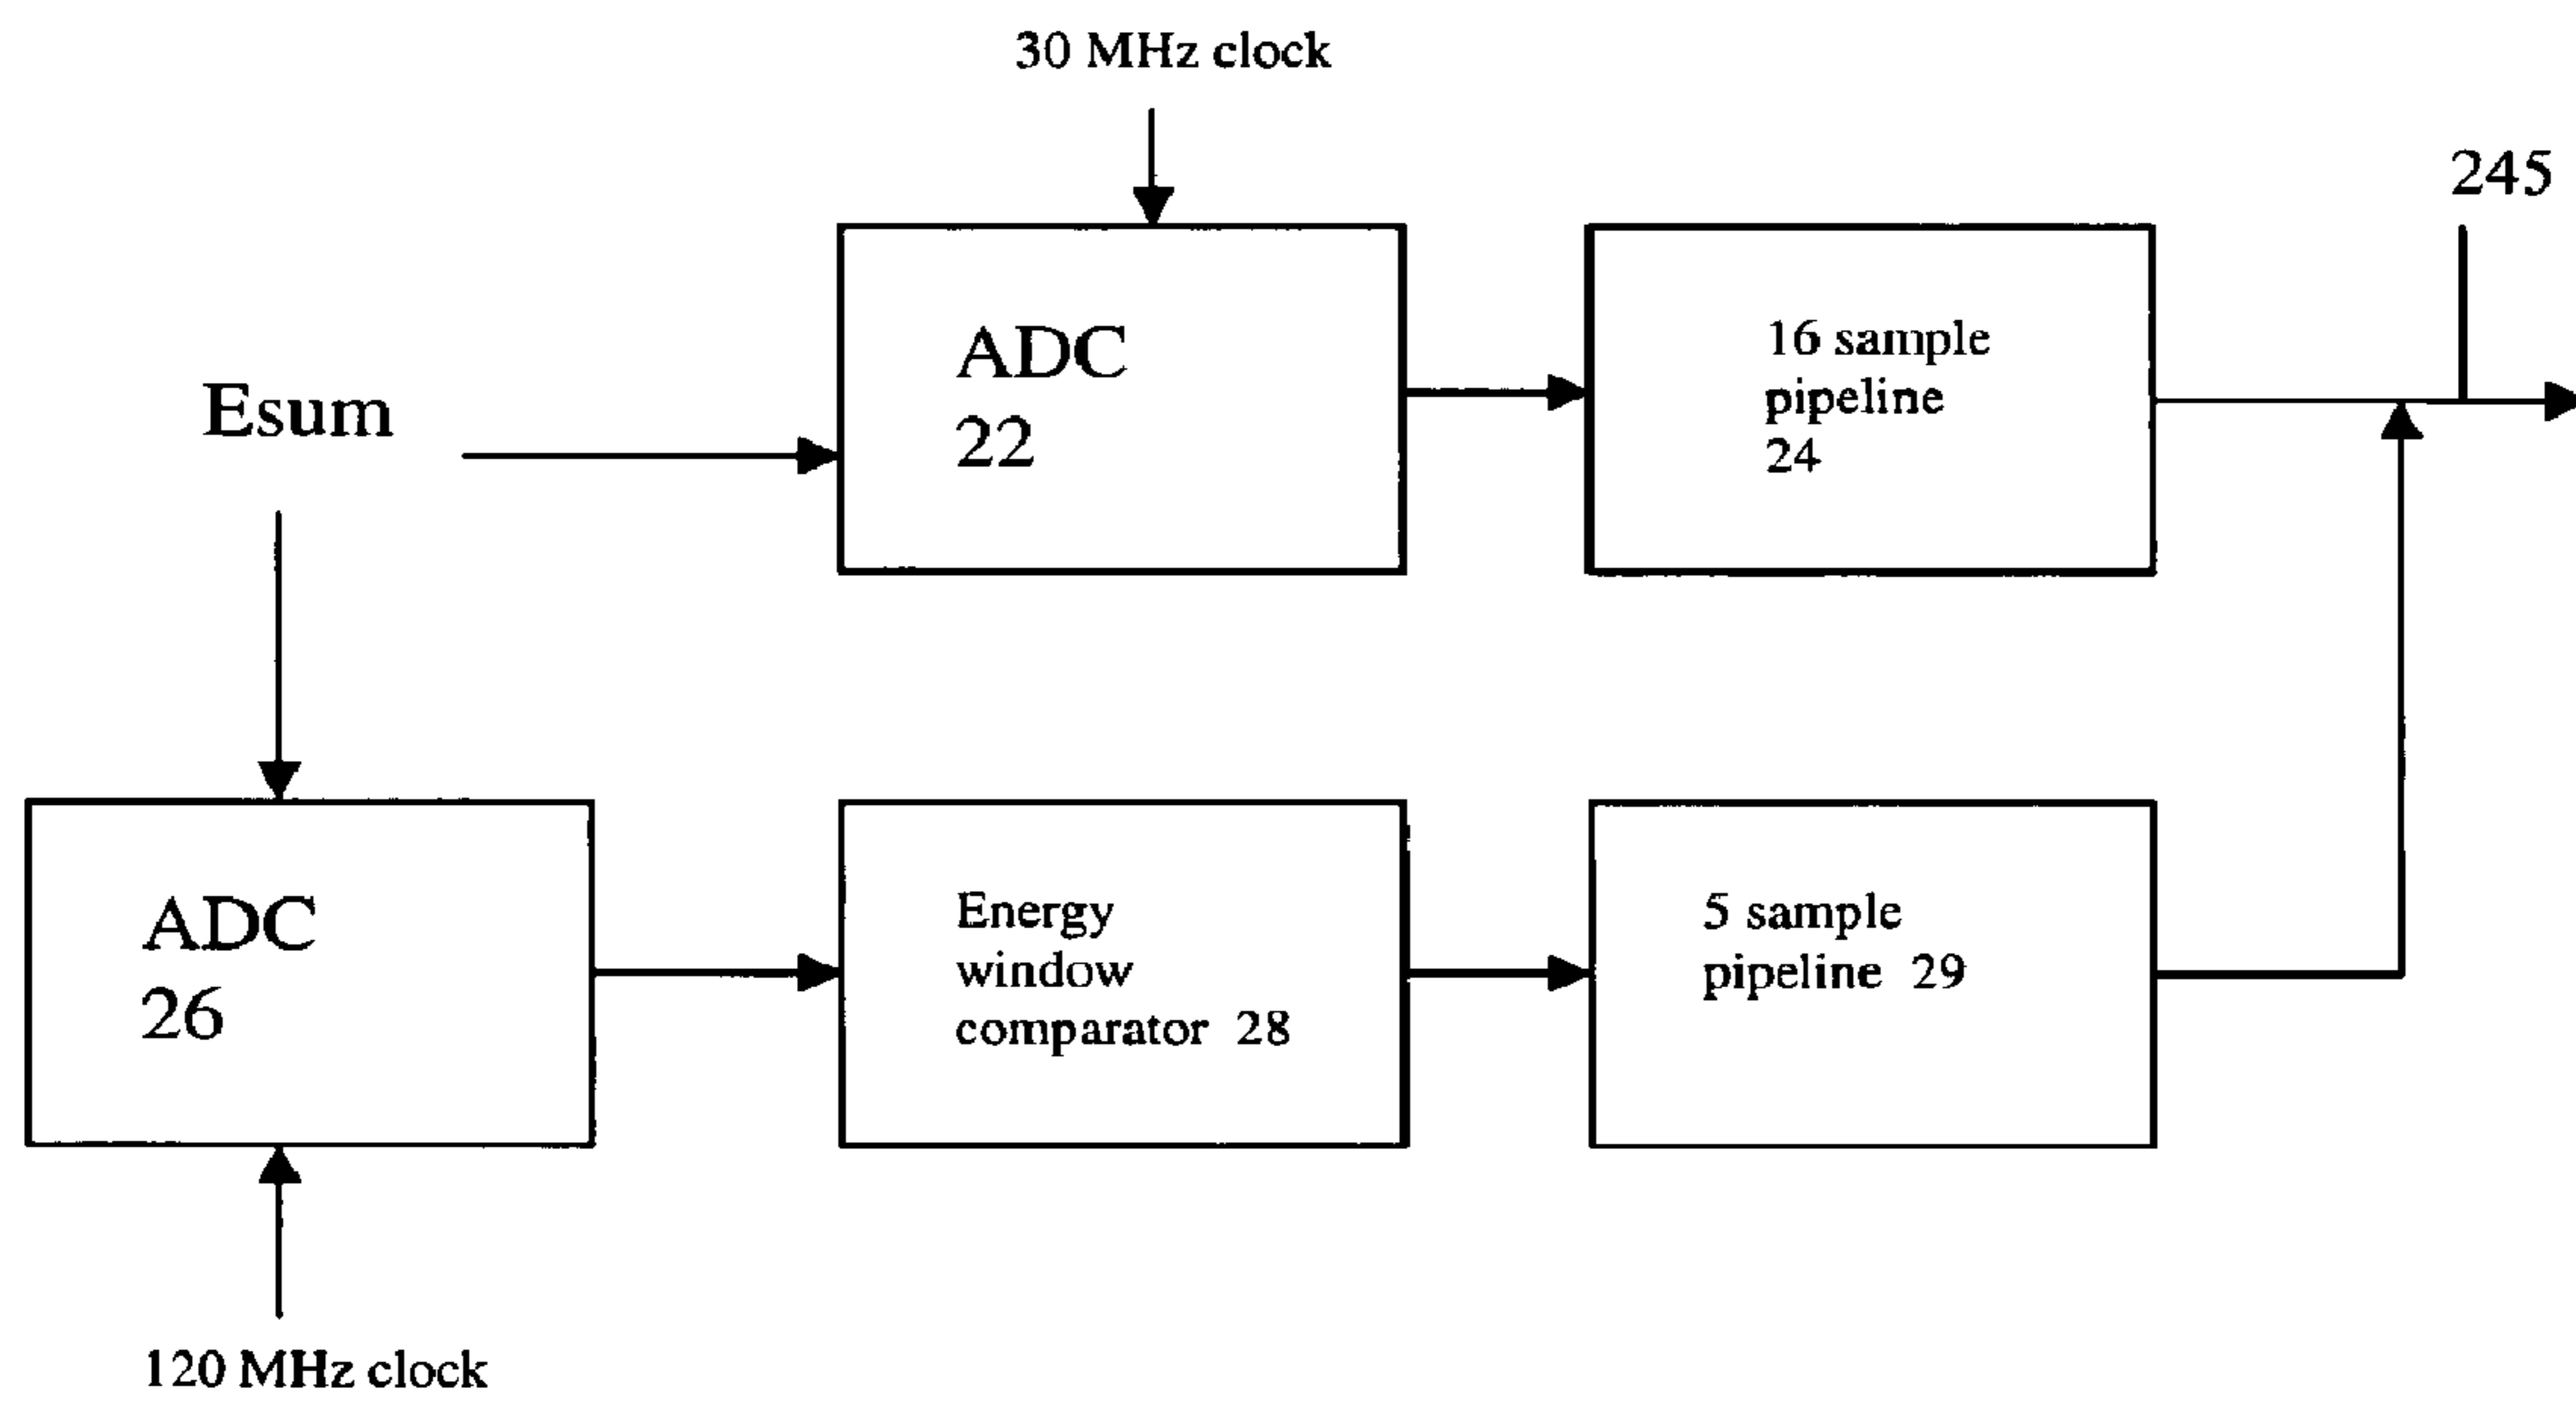 30 MHz clock
245
ADC
22
16 sample
pipeline
24
Esum
ADC
26
Energy
window
comparator 28
5 sample
pipeline 29
120 MHz clock